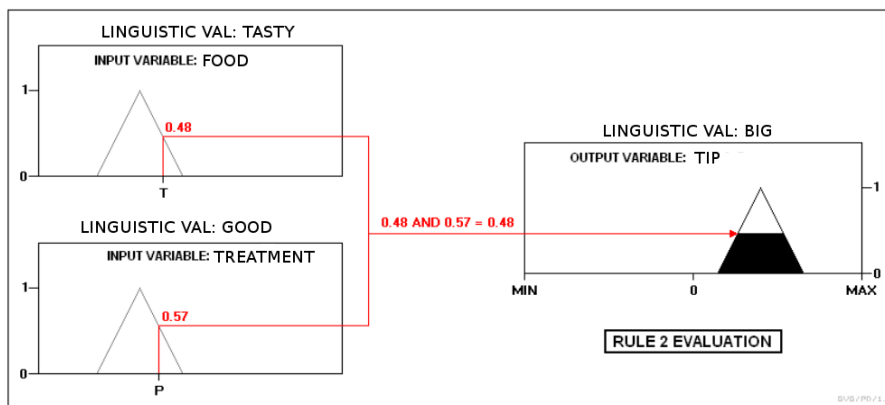 LINGUISTIC VAL: TASTY
INPUT VARIABLE: FOOD
1
0.48
0
T
LINGUISTIC VAL: GOOD
INPUT VARIABLE: TREATMENT
1
0.57
0
P
0.48 AND 0.57 = 0.48
LINGUISTIC VAL: BIG
OUTPUT VARIABLE: TIP
1
0
MIN
0
MAX
RULE 2 EVALUATION